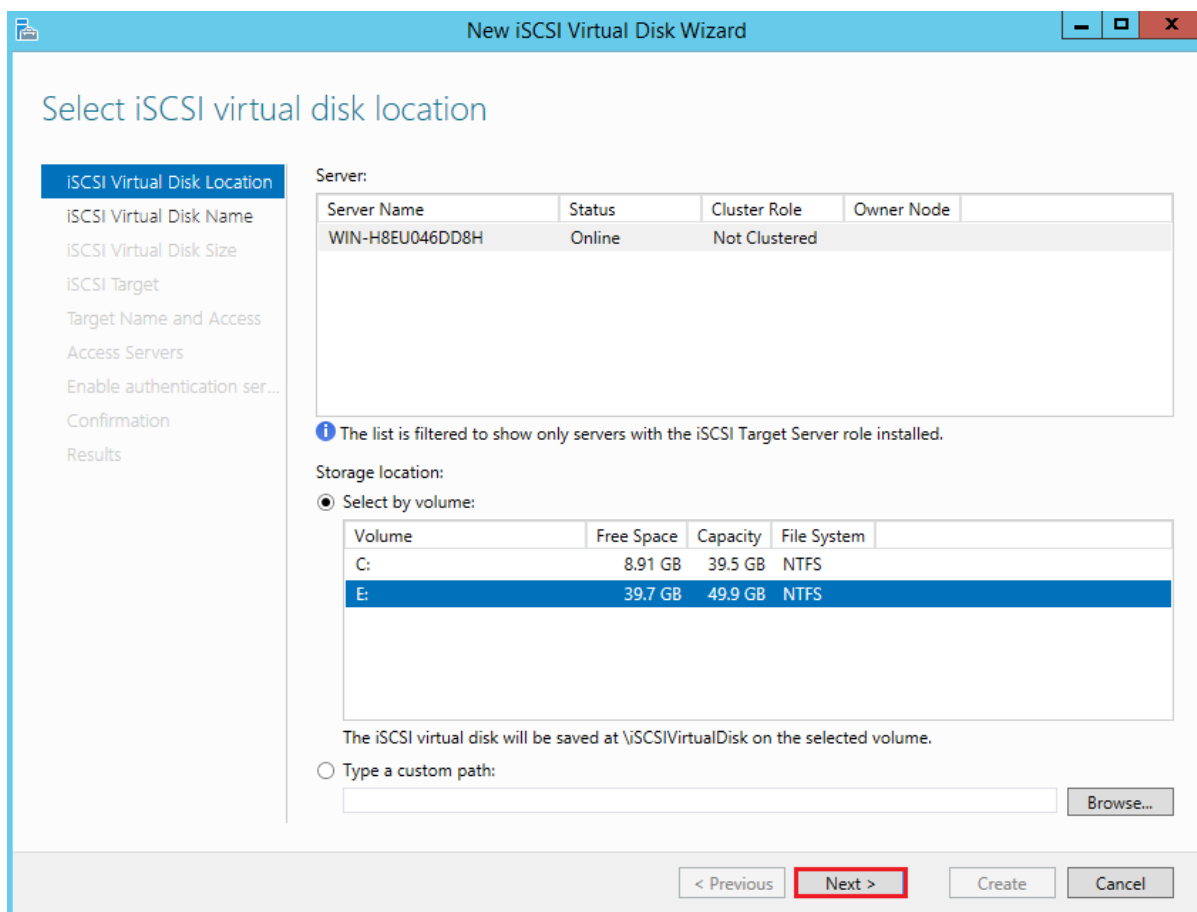 New iSCSI Virtual Disk Wizard
Select iSCSI virtual disk location
iSCSI Virtual Disk Location
iSCSI Virtual Disk Name
iSCSI Virtual Disk Size
iSCSI Target
Target Name and Access
Access Servers
Enable authentication ser...
Confirmation
Results
Server:
Server Name Status Cluster Role Owner Node
WIN-H8EU046DD8H Online Not Clustered
The list is filtered to show only servers with the iSCSI Target Server role installed.
Storage location:
Select by volume:
Volume Free Space Capacity File System
C: 8.91 GB 39.5 GB NTFS
E: 39.7 GB 49.9 GB NTFS
The iSCSI virtual disk will be saved at \iSCSIVirtualDisk on the selected volume.
Type a custom path:
Browse...
< Previous Next > Create Cancel